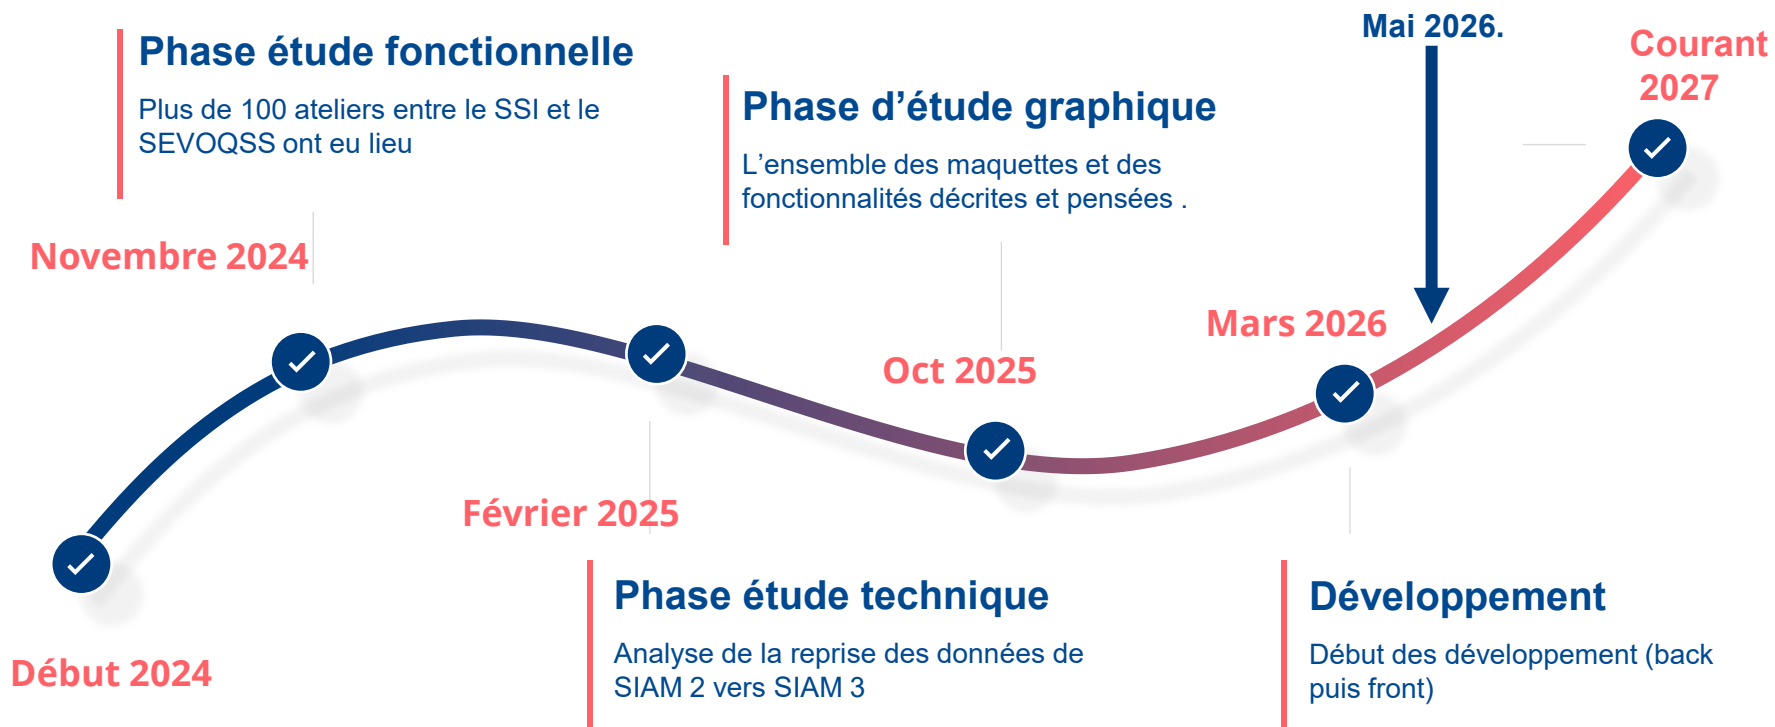 Phase étude fonctionnelle
Plus de 100 ateliers entre le SSI et le
SEVOQSS ont eu lieu
Novembre 2024
Phase d’étude graphique
L’ensemble des maquettes et des
fonctionnalités décrites et pensées .
Mai 2026.
Courant
2027
Mars 2026
Oct 2025
Février 2025
Début 2024
Phase étude technique
Analyse de la reprise des données de
SIAM 2 vers SIAM 3
Développement
Début des développement (back
puis front)